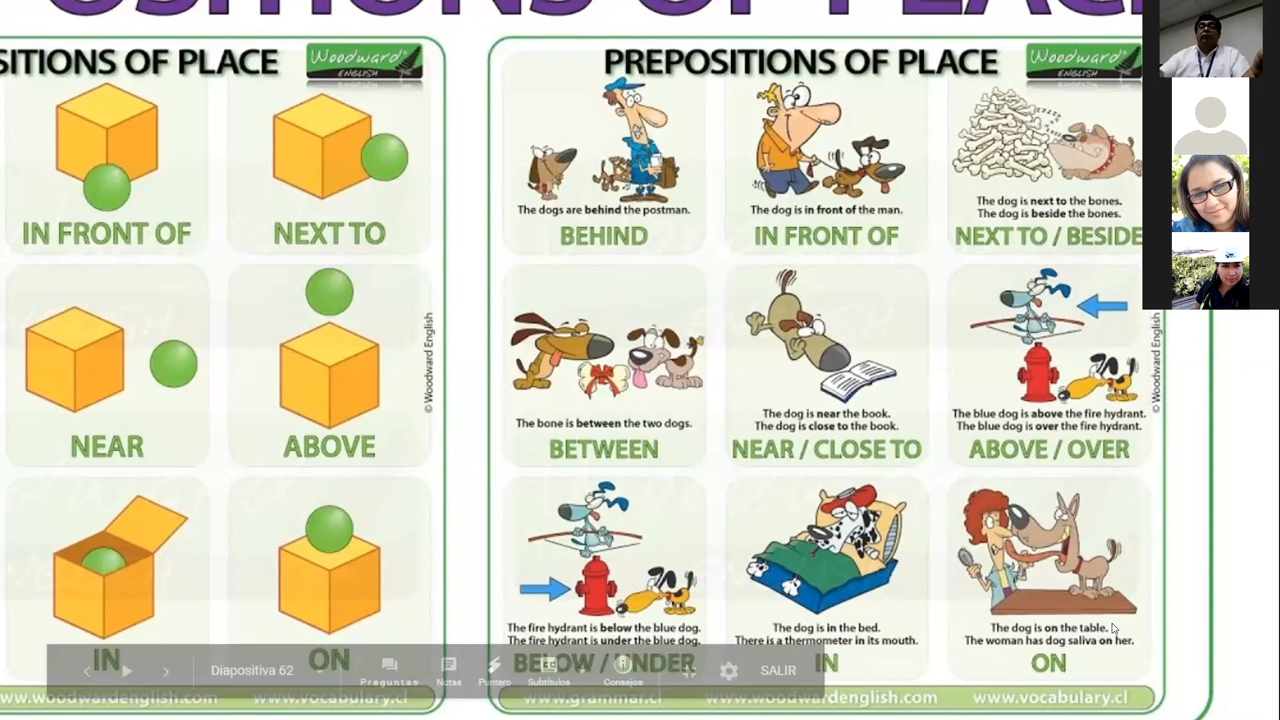 OSITIONS OF PLAC
SITIONS OF PLACE
Woodward®
ENGLISH
IN FRONT OF
NEXT TO
NEAR
ABOVE
IN
ON
© Woodward English
www.woodwardenglish.com
www.vocabulary.cl
PREPOSITIONS OF PLACE
Woodward®
ENGLISH
The dogs are behind the postman.
BEHIND
The dog is in front of the man.
IN FRONT OF
The dog is next to the bones.
The dog is beside the bones.
NEXT TO / BESIDE
The bone is between the two dogs.
BETWEEN
The dog is near the book.
The dog is close to the book.
NEAR / CLOSE TO
The blue dog is above the fire hydrant.
The blue dog is over the fire hydrant.
ABOVE / OVER
The fire hydrant is below the blue dog.
The fire hydrant is under the blue dog.
BELOW / UNDER
The dog is in the bed.
There is a thermometer in its mouth.
IN
The dog is on the table.
The woman has dog saliva on her.
ON
© Woodward English
www.grammar.cl
www.woodwardenglish.com
www.vocabulary.cl
Diapositiva 62
Preguntas
Notas
Puntero
Subtítulos
Consejos
SALIR